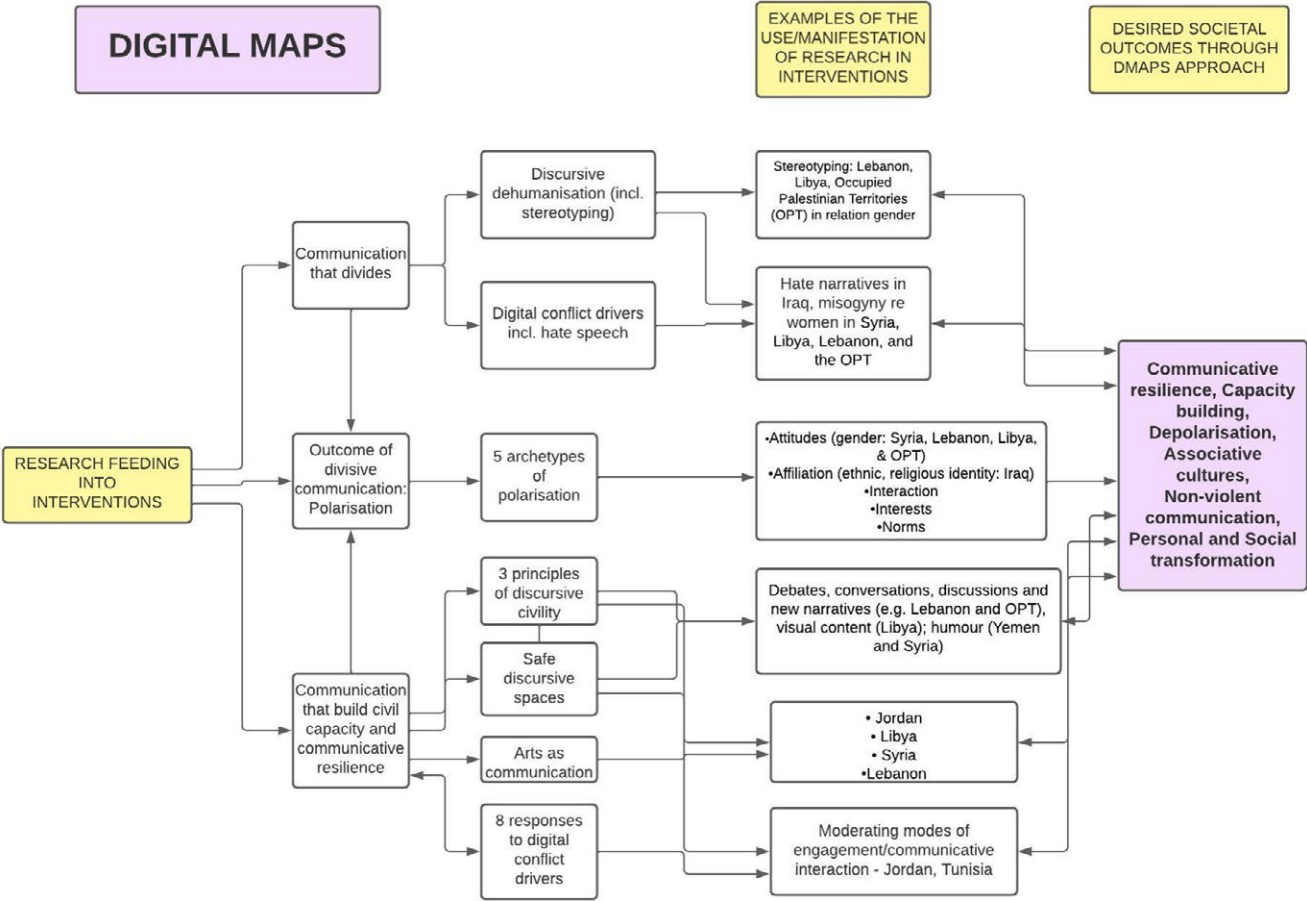 DIGITAL MAPS
EXAMPLES OF THE
USE/MANIFESTATION
OF RESEARCH IN
INTERVENTIONS
DESIRED SOCIETAL
OUTCOMES THROUGH
DMAPS APPROACH
RESEARCH FEEDING
INTO
INTERVENTIONS
Communication
that divides
Outcome of
divisive
communication:
Polarisation
Communication
that build civil
capacity and
communicative
resilience
Discursive
dehumanisation (incl.
stereotyping)
Digital conflict drivers
incl. hate speech
5 archetypes
of
polarisation
3 principles
of discursive
civility
Safe
discursive
spaces
Arts as
communication
8 responses
to digital
conflict
drivers
Stereotyping: Lebanon,
Libya, Occupied
Palestinian Territories
(OPT) in relation gender
Hate narratives in
Iraq, misogyny re
women in Syria,
Libya, Lebanon, and
the OPT
•Attitudes (gender: Syria, Lebanon, Libya,
& OPT)
•Affiliation (ethnic, religious identity: Iraq)
•Interaction
•Interests
•Norms
Debates, conversations, discussions and
new narratives (e.g. Lebanon and OPT),
visual content (Libya); humour (Yemen
and Syria)
• Jordan
• Libya
• Syria
•Lebanon
Moderating modes of
engagement/communicative
interaction - Jordan, Tunisia
Communicative
resilience, Capacity
building,
Depolarisation,
Associative
cultures,
Non-violent
communication,
Personal and Social
transformation